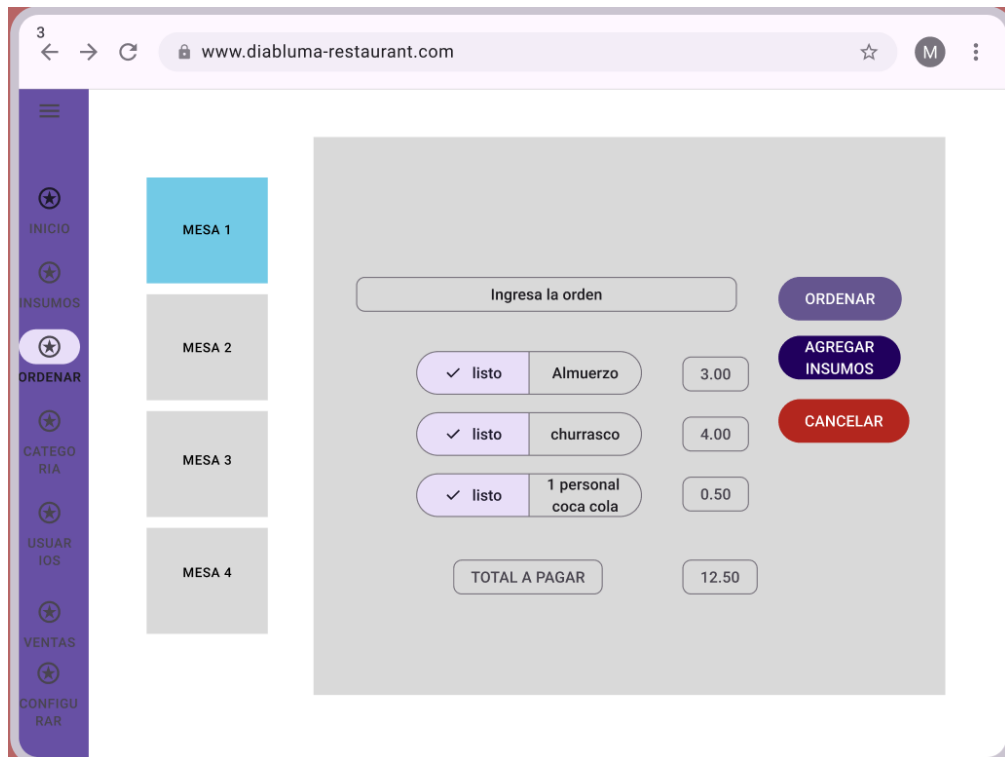 3
www.diabluma-restaurant.com
M
INICIO
INSUMOS
ORDENAR
CATEGO
RIA
USUAR
IOS
VENTAS
CONFIGU
RAR
MESA 1
MESA 2
MESA 3
MESA 4
Ingresa la orden
listo Almuerzo 3.00
listo churrasco 4.00
listo 1 personal
coca cola 0.50
TOTAL A PAGAR 12.50
ORDENAR
AGREGAR
INSUMOS
CANCELAR